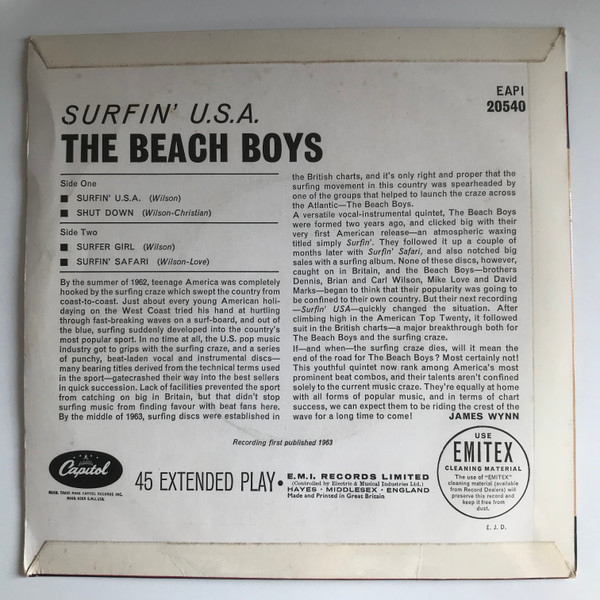 EAP1
20540
SURFIN' U.S.A.
THE BEACH BOYS
Side One
■ SURFIN' U.S.A. (Wilson)
■ SHUT DOWN (Wilson-Christian)
Side Two
■ SURFER GIRL (Wilson)
■ SURFIN' SAFARI (Wilson-Love)
By the summer of 1962, teenage America was completely
hooked by the surfing craze which swept the country from
coast-to-coast. Just about every young American holi-
daying on the West Coast tried his hand at hurtling
through fast-breaking waves on a surf-board, and out of
the blue, surfing suddenly developed into the country's
most popular sport. In no time at all, the U.S. pop music
industry got to grips with the surfing craze, and a series
of punchy, beat-laden vocal and instrumental discs—
many bearing titles derived from the technical terms used
in the sport—gatecrashed their way into the best sellers
in quick succession. Lack of facilities prevented the sport
from catching on big in Britain, but that didn't stop
surfing music from finding favour with beat fans here.
By the middle of 1963, surfing discs were established in
the British charts, and it's only right and proper that the
surfing movement in this country was spearheaded by
one of the groups that helped to launch the craze across
the Atlantic—The Beach Boys.
A versatile vocal-instrumental quintet, The Beach Boys
were formed two years ago, and clicked big with their
very first American release—an atmospheric waxing
titled simply Surfin'. They followed it up a couple of
months later with Surfin' Safari, and also notched big
sales with a surfing album. None of these discs, however,
caught on in Britain, and the Beach Boys—brothers
Dennis, Brian and Carl Wilson, Mike Love and David
Marks—began to think that their popularity was going to
be confined to their own country. But their next recording
—Surfin' USA—quickly changed the situation. After
climbing high in the American Top Twenty, it followed
suit in the British charts—a major breakthrough both for
The Beach Boys and the surfing craze.
If—and when—the surfing craze dies, will it mean the
end of the road for The Beach Boys? Most certainly not!
This youthful quintet now rank among America's most
prominent beat combos, and their talents aren't confined
solely to the current music craze. They're equally at home
with all forms of popular music, and in terms of chart
success, we can expect them to be riding the crest of the
wave for a long time to come! JAMES WYNN
Recording first published 1963
Capitol
REGIS. TRADE MARK CAPITOL RECORDS INC.
REGD. USER E.M.I. LTD.
45 EXTENDED PLAY •
E.M.I. RECORDS LIMITED
(Controlled by Electric & Musical Industries Ltd.)
HAYES · MIDDLESEX · ENGLAND
Made and Printed in Great Britain
USE
EMITEX
CLEANING MATERIAL
The use of "EMITEX"
cleaning material (available
from Record Dealers) will
preserve this record and
keep it free from
dust.
E. J. D.